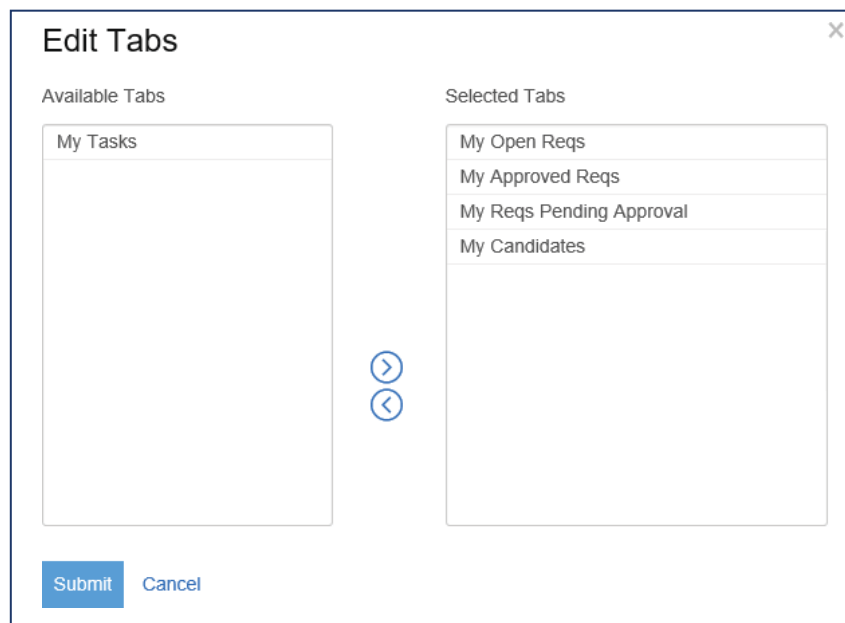 Edit Tabs
Available Tabs
Selected Tabs
My Tasks
My Open Reqs
My Approved Reqs
My Reqs Pending Approval
My Candidates
Submit
Cancel